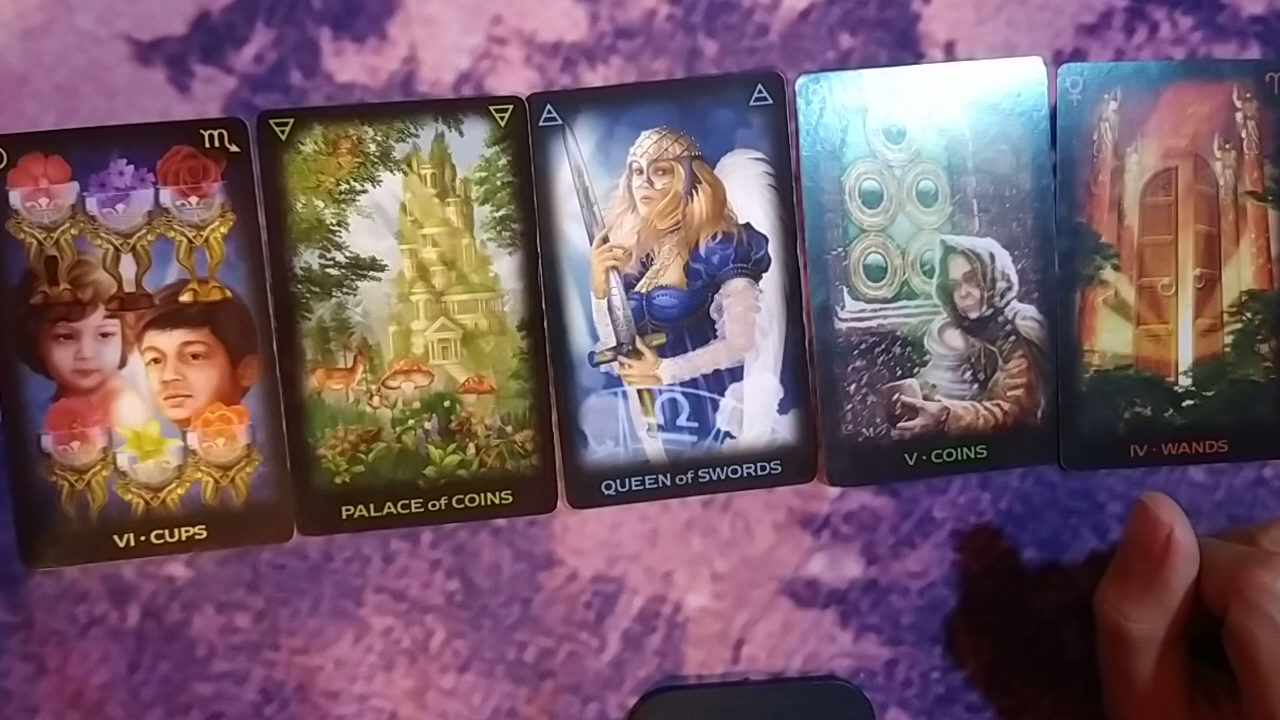 VI · CUPS
PALACE of COINS
QUEEN of SWORDS
V · COINS
IV · WANDS